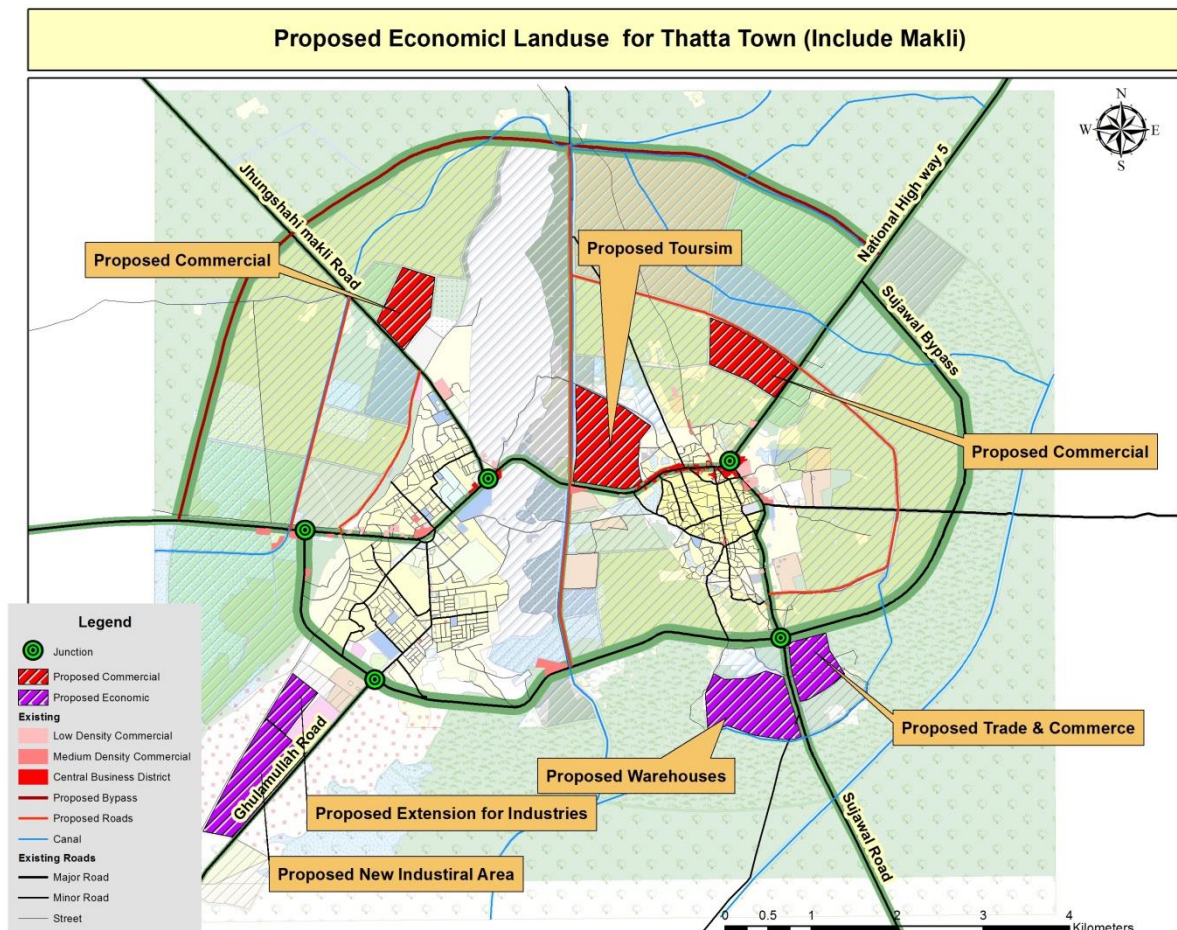 Proposed Economicl Landuse for Thatta Town (Include Makli)
N
W
E
S
Jhungshahi makli Road
National High way 5
Proposed Commercial
Proposed Toursim
Sujawal Bypass
Proposed Commercial
Legend
Junction
Proposed Commercial
Proposed Economic
Existing
Low Density Commercial
Medium Density Commercial
Central Business District
Proposed Bypass
Proposed Roads
Canal
Existing Roads
Major Road
Minor Road
Street
Ghulamullah Road
Proposed Trade & Commerce
Proposed Warehouses
Proposed Extension for Industries
Sujawal Road
Proposed New Industiral Area
0 0.5 1 2 3 4
Kilometers